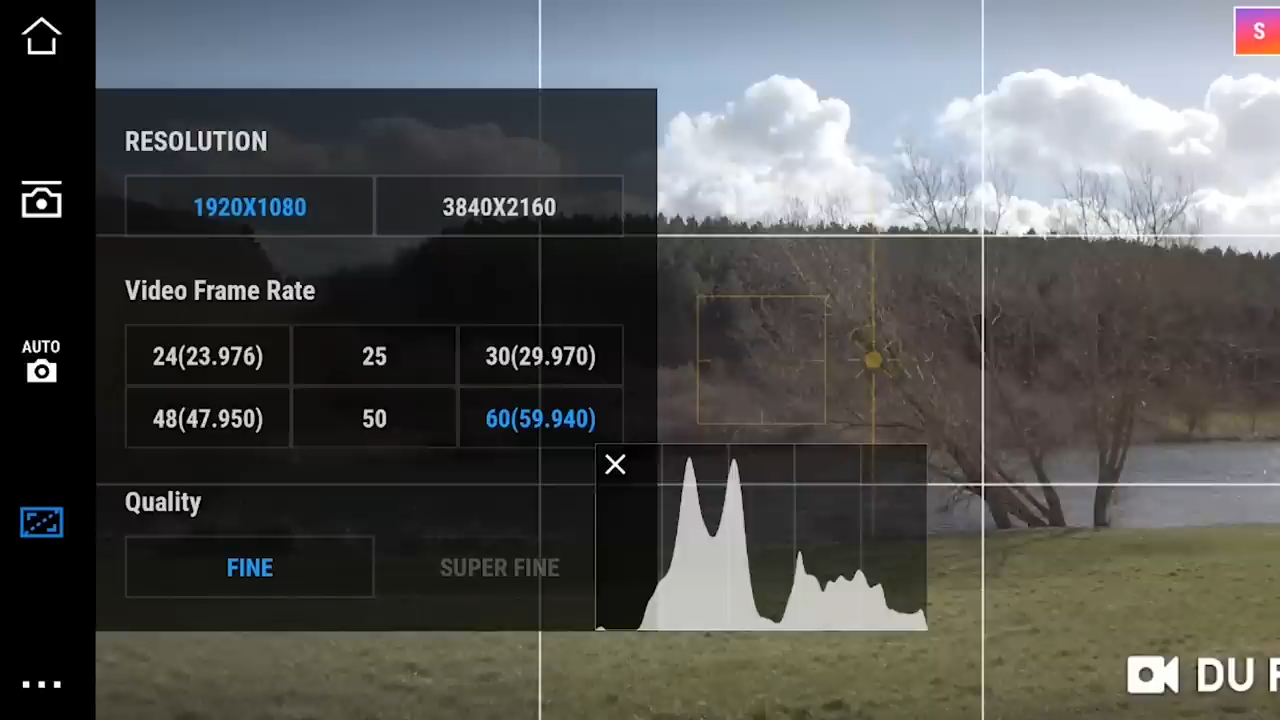 S
RESOLUTION
1920X1080 3840X2160
Video Frame Rate
AUTO
24(23.976) 25 30(29.970)
48(47.950) 50 60(59.940)
Quality
FINE SUPER FINE
DU